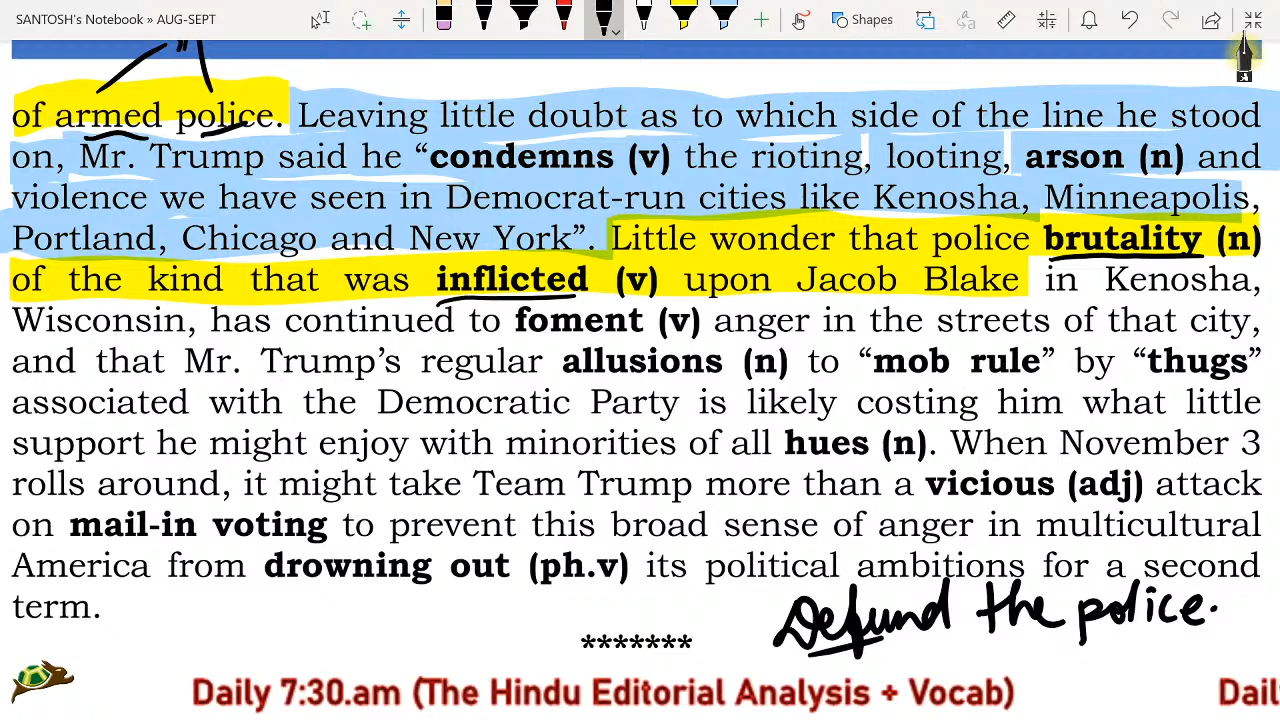 SANTOSH's Notebook » AUG-SEPT
Shapes
of armed police. Leaving little doubt as to which side of the line he stood
on, Mr. Trump said he “condemns (v) the rioting, looting, arson (n) and
violence we have seen in Democrat-run cities like Kenosha, Minneapolis,
Portland, Chicago and New York”. Little wonder that police brutality (n)
of the kind that was inflicted (v) upon Jacob Blake in Kenosha,
Wisconsin, has continued to foment (v) anger in the streets of that city,
and that Mr. Trump’s regular allusions (n) to “mob rule” by “thugs”
associated with the Democratic Party is likely costing him what little
support he might enjoy with minorities of all hues (n). When November 3
rolls around, it might take Team Trump more than a vicious (adj) attack
on mail-in voting to prevent this broad sense of anger in multicultural
America from drowning out (ph.v) its political ambitions for a second
term.
Defund the police.
*******
Daily 7:30.am (The Hindu Editorial Analysis + Vocab) Dail